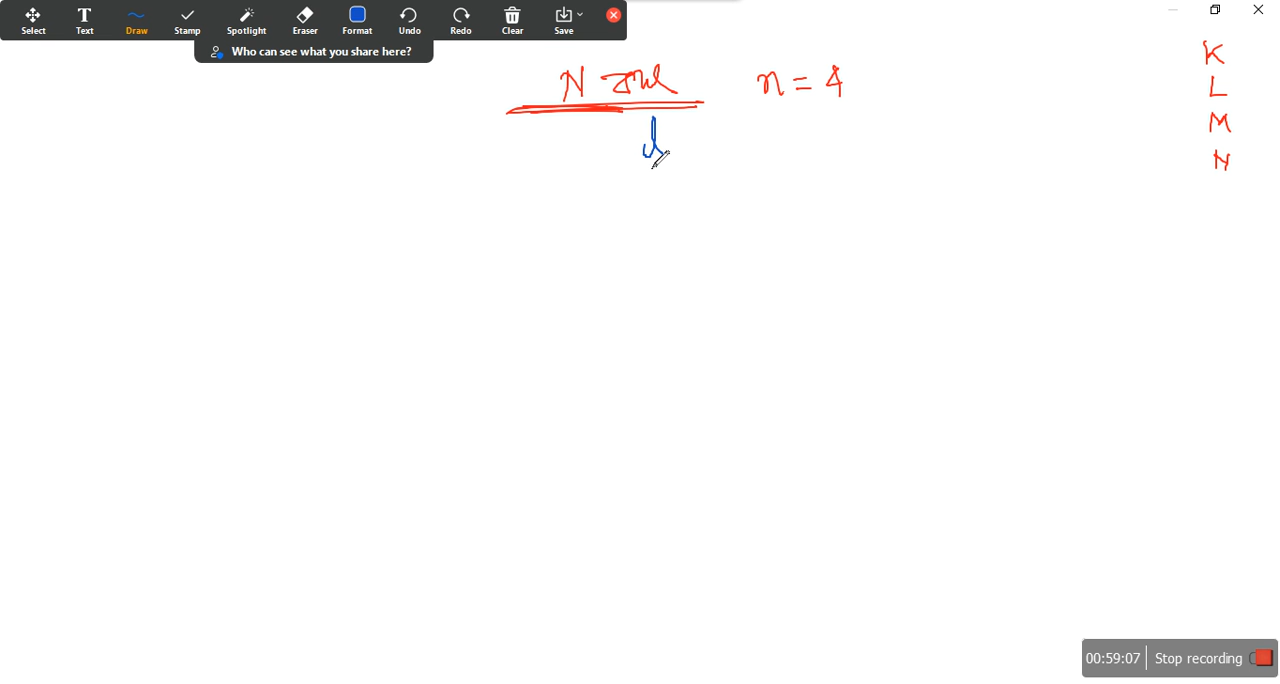 Select Text Draw Stamp Spotlight Eraser Format Undo Redo Clear Save
Who can see what you share here?
N n = 4
K
L
M
N
00:59:07 Stop recording